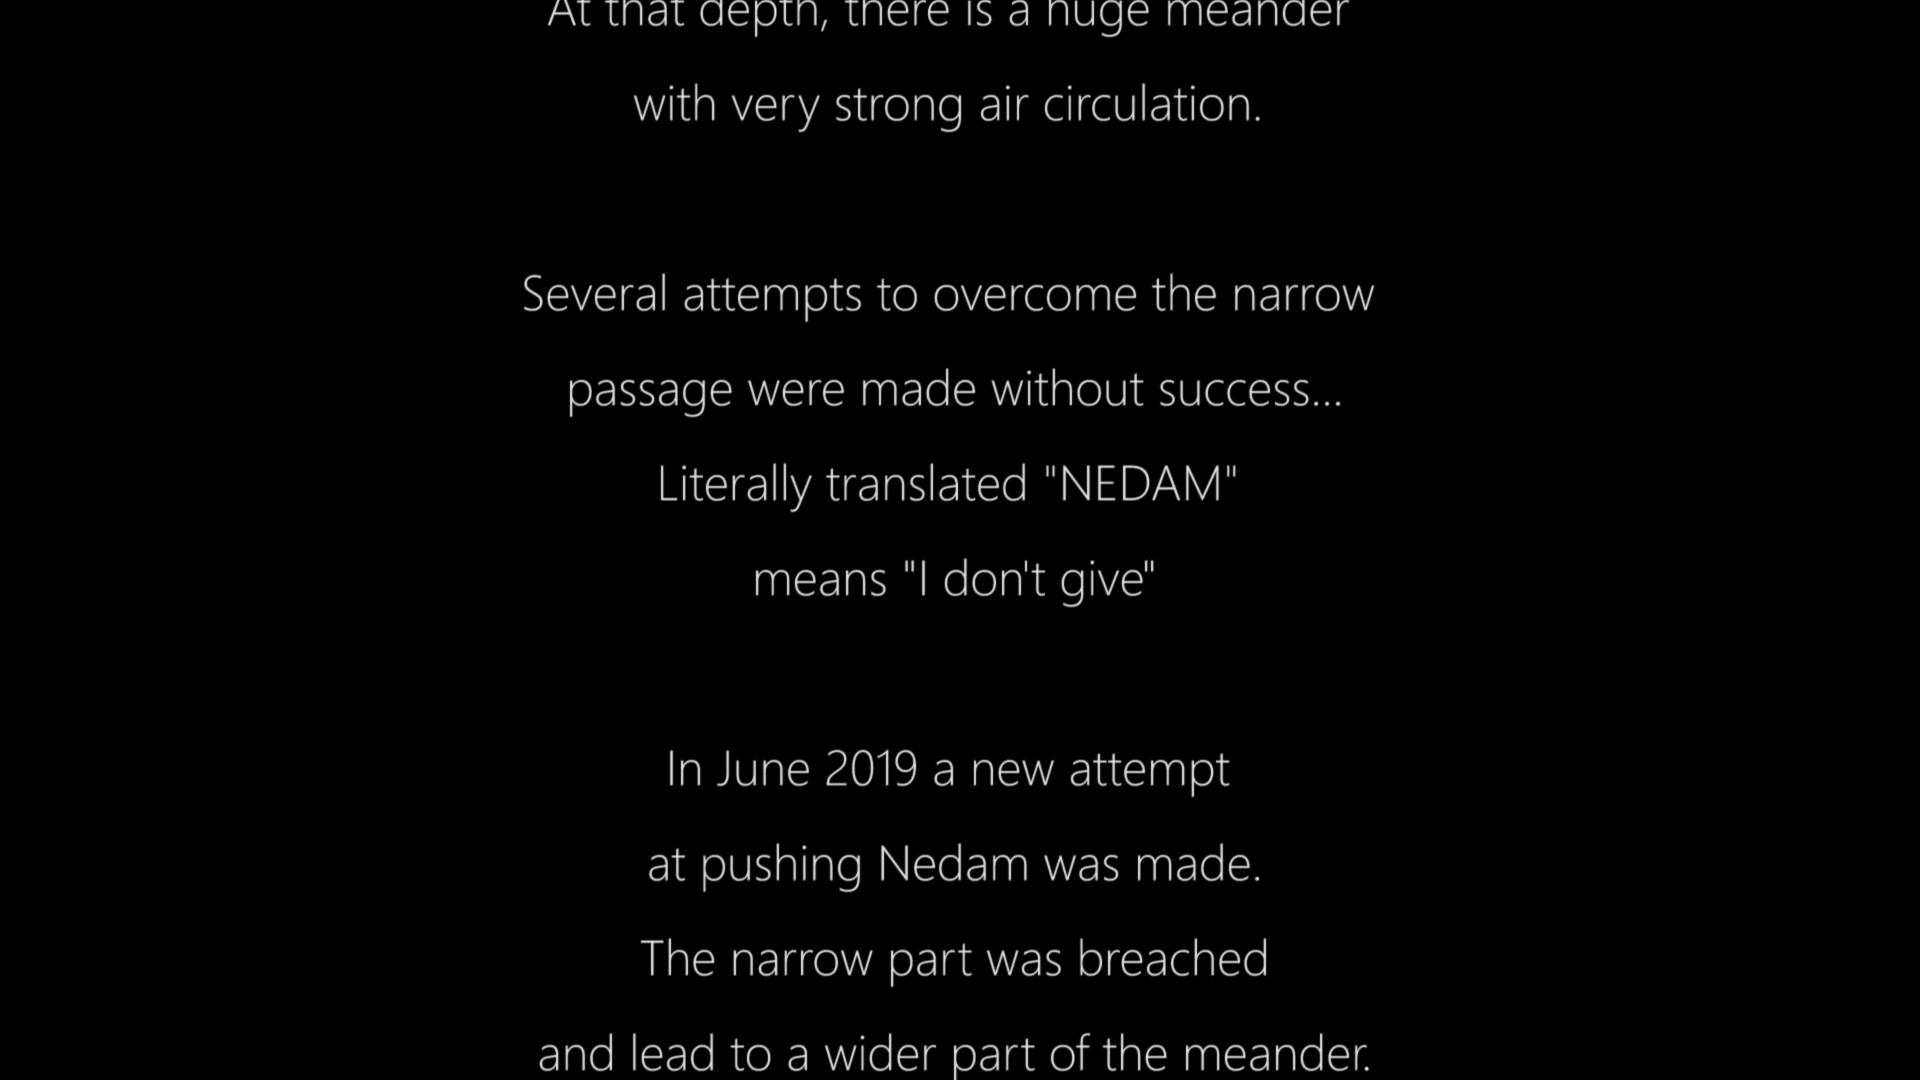 At that depth, there is a huge meander
with very strong air circulation.
Several attempts to overcome the narrow
passage were made without success...
Literally translated "NEDAM"
means "I don't give"
In June 2019 a new attempt
at pushing Nedam was made.
The narrow part was breached
and lead to a wider part of the meander.